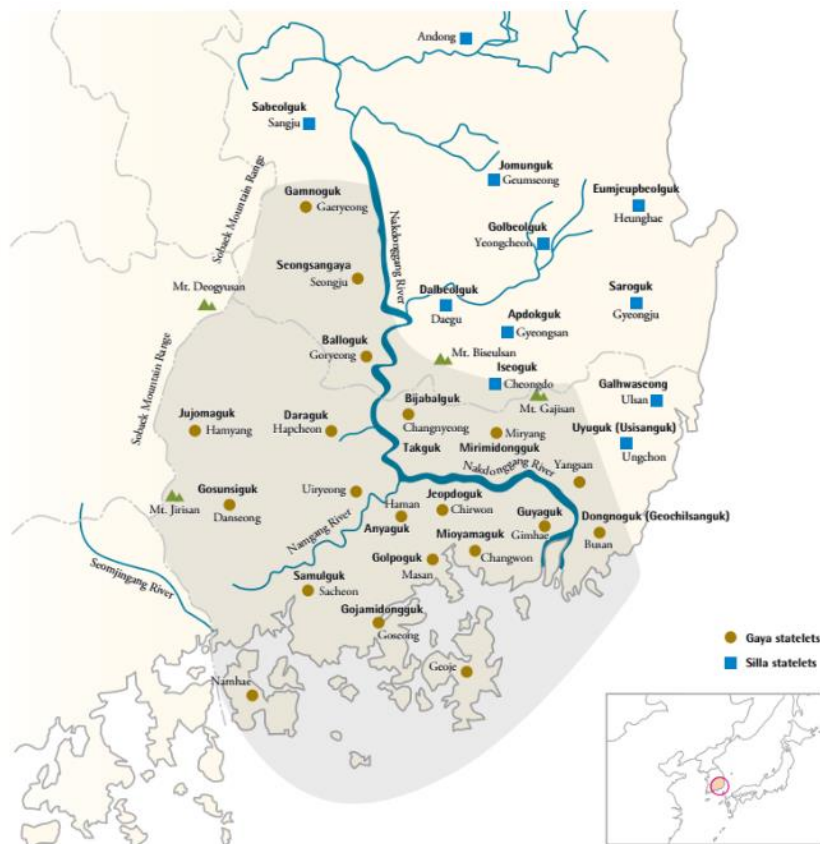 Andong
Sabeolguk
Sangju
Jomunguk
Geumseong
Eumjeupbeolguk
Heunghae
Gamnoguk
Gaeryeong
Soback Mountain Range
Nakdonggang River
Golbeolguk
Yeongcheon
Seongsangaya
Seongju
Mt. Deogyusan
Dalbeolguk
Daegu
Saroguk
Gyeongju
Apdokguk
Gyeongsan
Balloguk
Goryeong
Mt. Biseulsan
Iseoguk
Cheongdo
Soback Mountain Range
Mt. Gajisan
Galhwaseong
Ulsan
Jujomaguk
Hamyang
Daraguk
Hapcheon
Bijabalguk
Changnyeong
Miryang
Mirimidongguk
Takguk
Uyuguk (Usisanguk)
Ungchon
Nakdonggang River
Yangsan
Mt. Jirisan
Gosunsiguk
Danseong
Uiryeong
Haman
Anyaguk
Jeopdoguk
Chirwon
Guyaguk
Gimhae
Dongnoguk (Geochilsanguk)
Busan
Namgang River
Mioyamaguk
Changwon
Golpoguk
Masan
Seomjingang River
Samulguk
Sacheon
Gojamidongguk
Goseong
Geoje
Namhae
Gaya statelets
Silla statelets